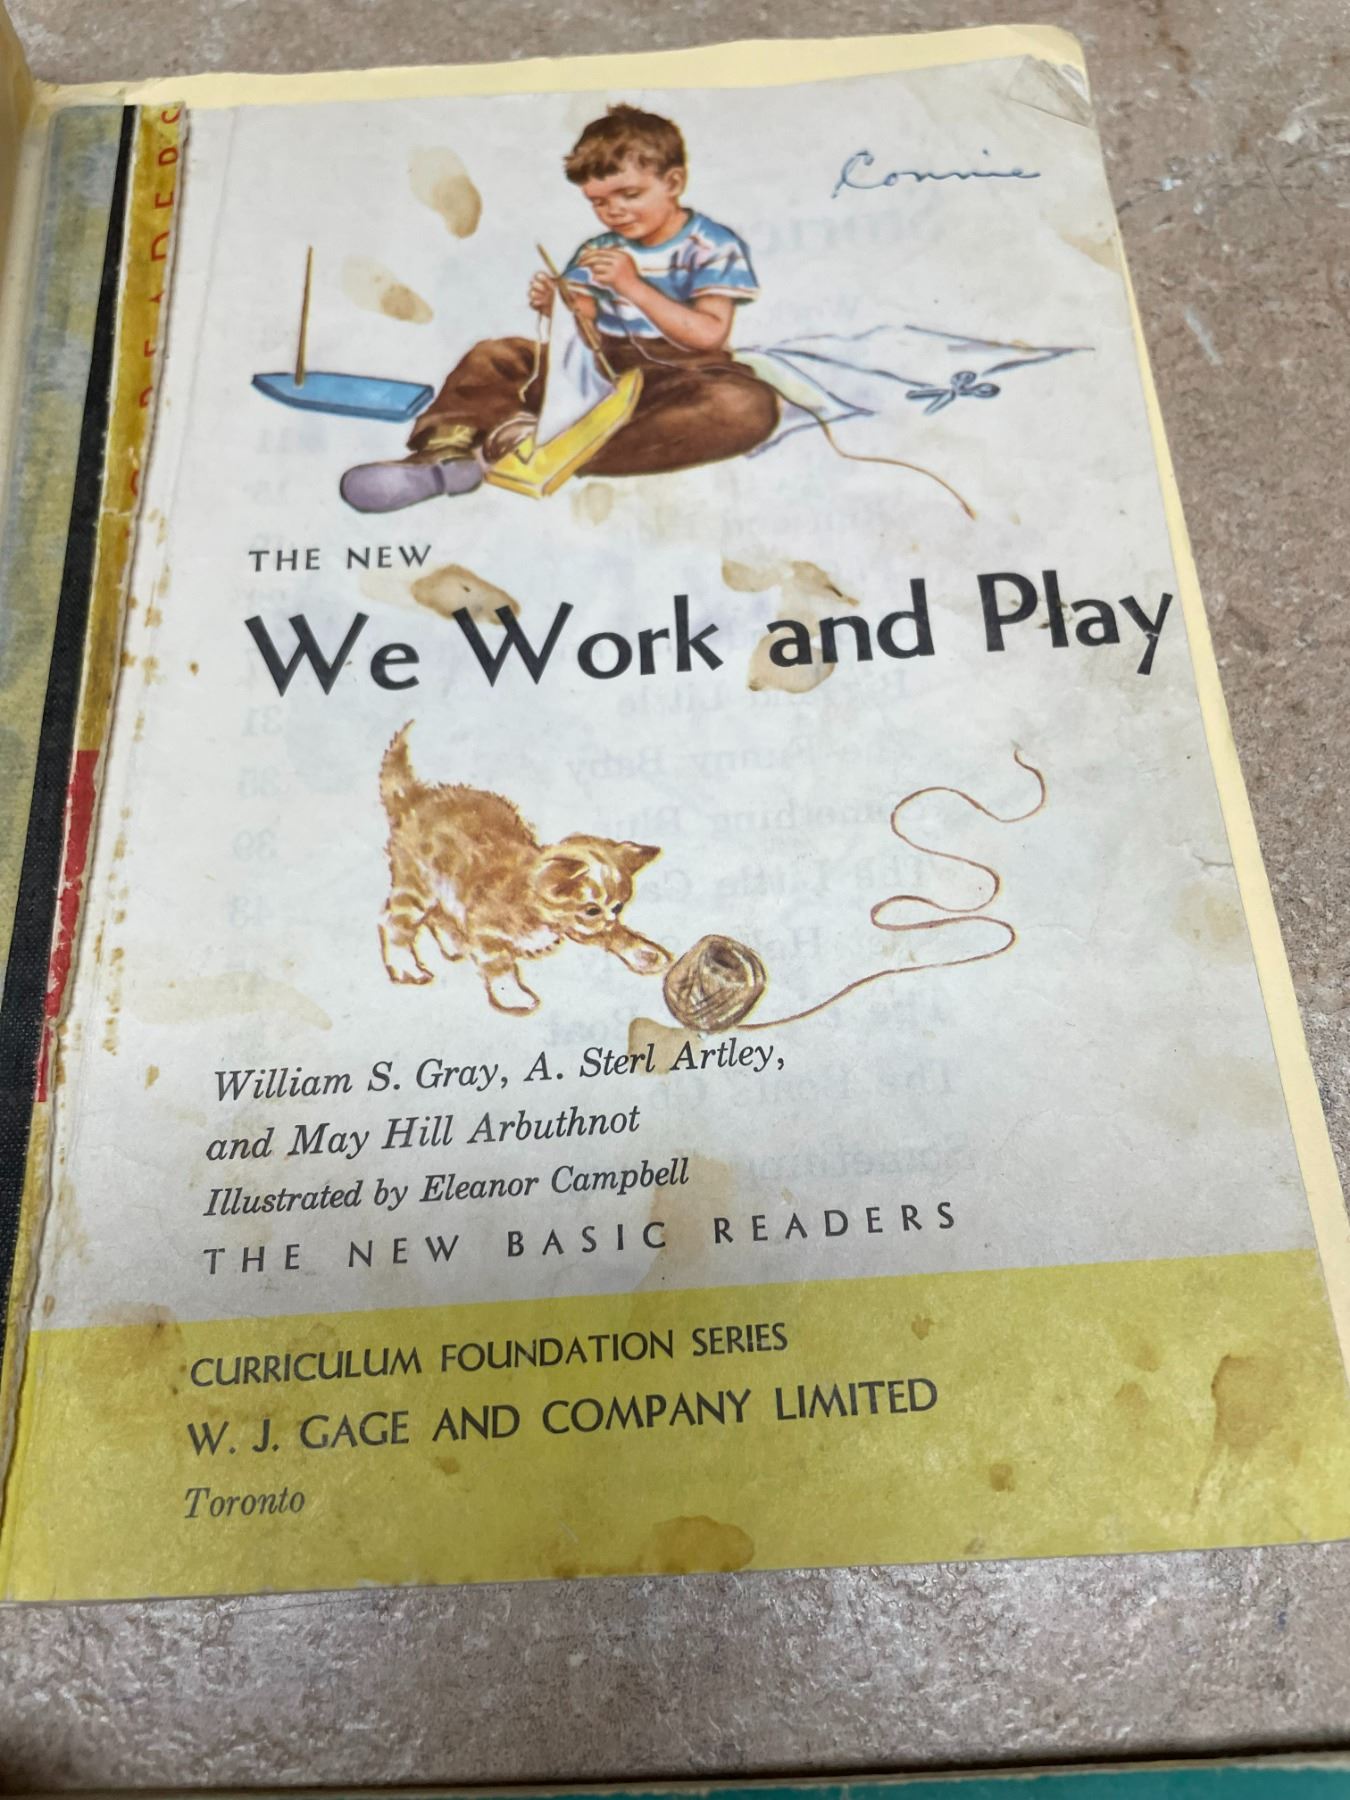 Connie
THE NEW
We Work and Play
William S. Gray, A. Sterl Artley,
and May Hill Arbuthnot
Illustrated by Eleanor Campbell
THE NEW BASIC READERS
CURRICULUM FOUNDATION SERIES
W. J. GAGE AND COMPANY LIMITED
Toronto